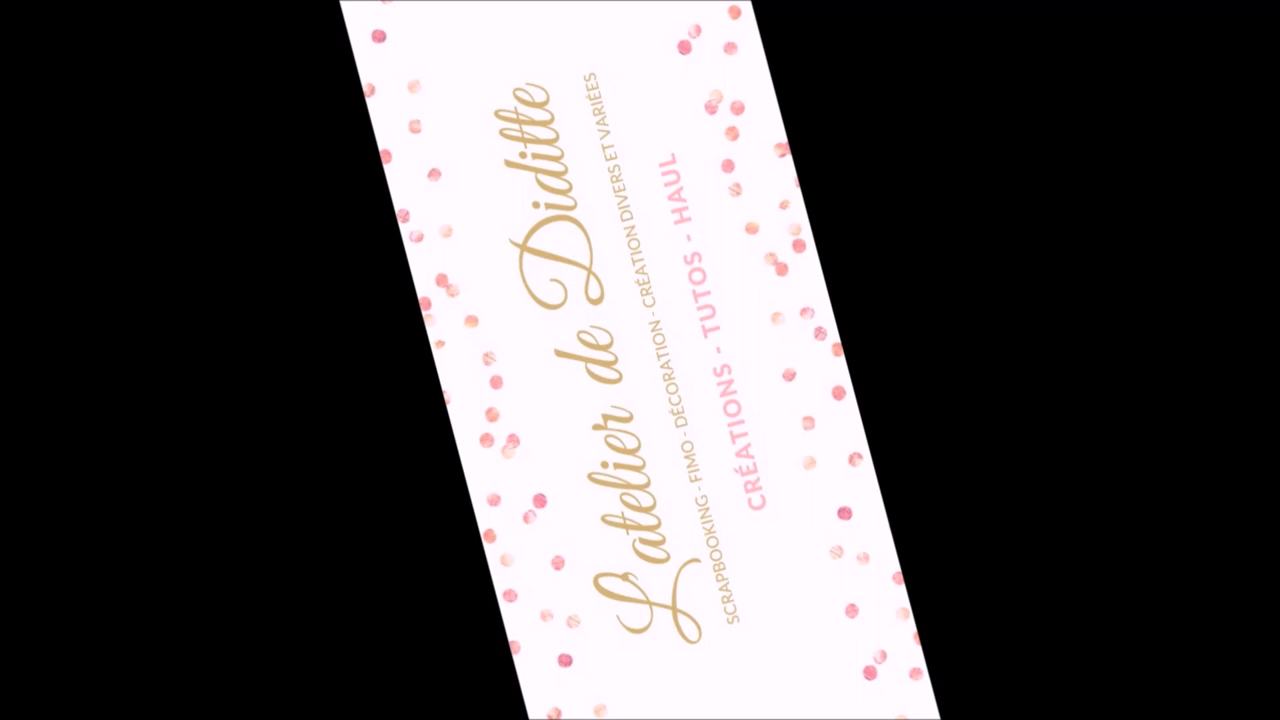 L'atelier de Diditte
SCRAPBOOKING - FIMO - DÉCORATION - CRÉATION DIVERS ET VARIÉES
CRÉATIONS - TUTOS - HAUL